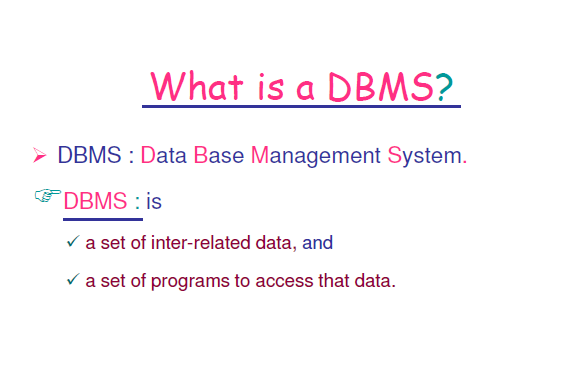 What is a DBMS?
DBMS : Data Base Management System.
DBMS : is
a set of inter-related data, and
a set of programs to access that data.